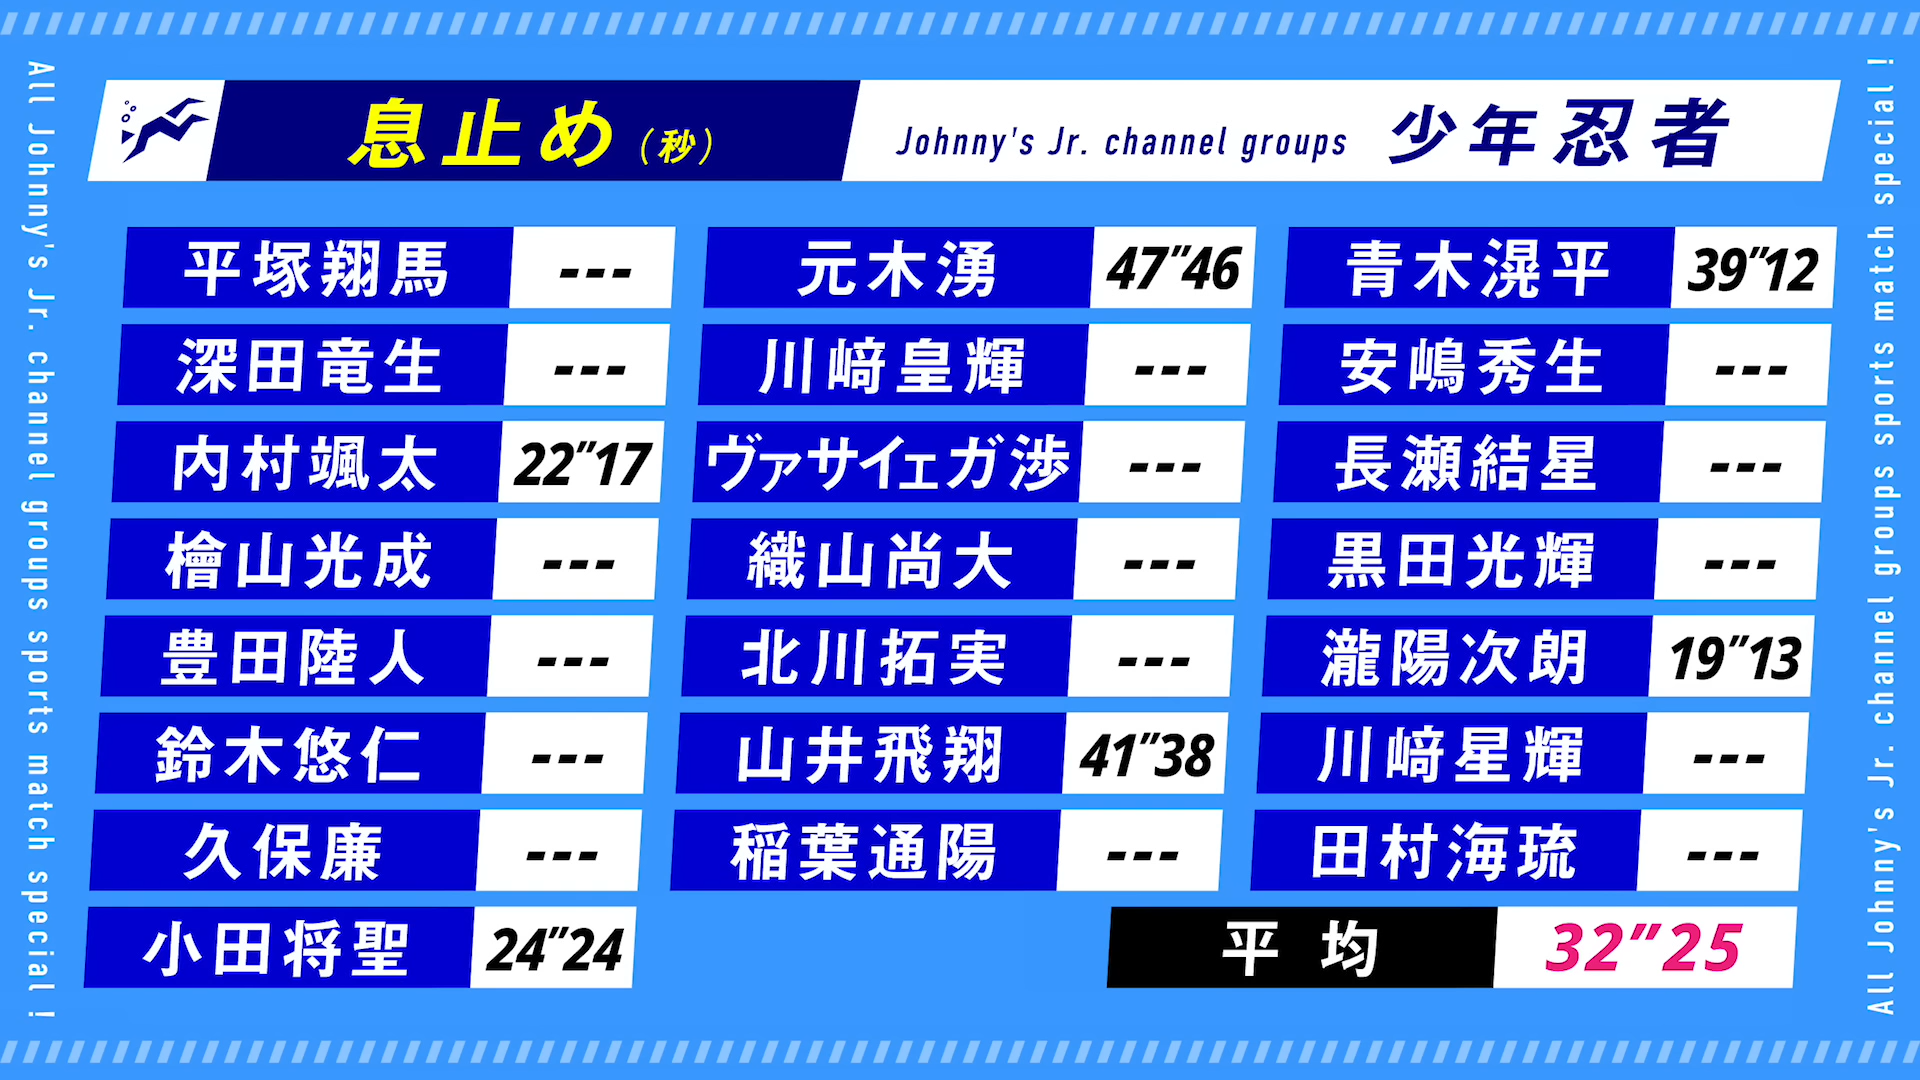 All Johnny's Jr. channel groups sports match special !
息止め（秒）
Johnny's Jr. channel groups 少年忍者
平塚翔馬 ---
深田竜生 ---
内村颯太 22″17
檜山光成 ---
豊田陸人 ---
鈴木悠仁 ---
久保廉 ---
小田将聖 24″24
元木湧 47″46
川﨑皇輝 ---
ヴァサイェガ渉 ---
織山尚大 ---
北川拓実 ---
山井飛翔 41″38
稲葉通陽 ---
青木滉平 39″12
安嶋秀生 ---
長瀬結星 ---
黒田光輝 ---
瀧陽次朗 19″13
川﨑星輝 ---
田村海琉 ---
平均 32″25
All Johnny's Jr. channel groups sports match special !